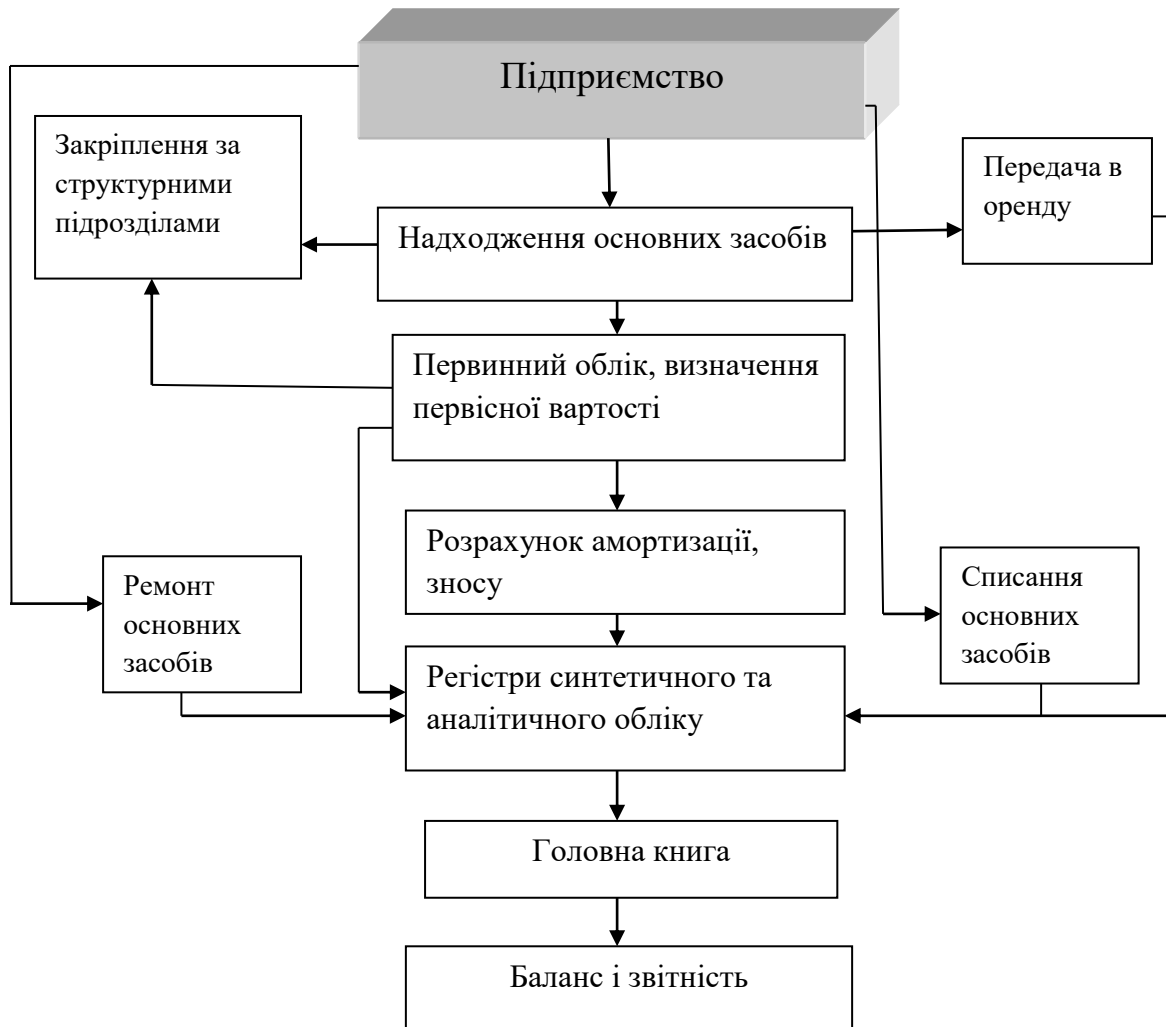 Підприємство
Закріплення за
структурними
підрозділами
Передача в
оренду
Надходження основних засобів
Первинний облік, визначення
первісної вартості
Розрахунок амортизації,
зносу
Ремонт
основних
засобів
Списання
основних
засобів
Регістри синтетичного та
аналітичного обліку
Головна книга
Баланс і звітність